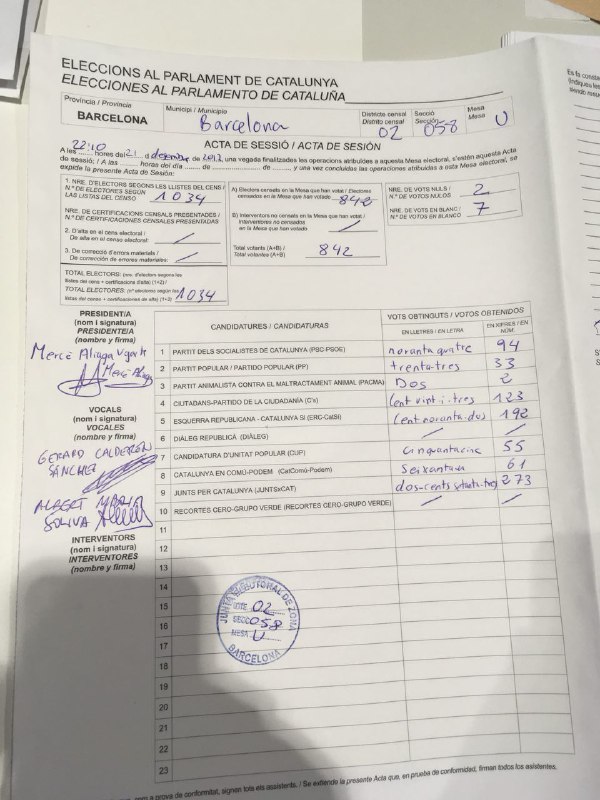 ELECCIONS AL PARLAMENT DE CATALUNYA
ELECCIONES AL PARLAMENTO DE CATALUÑA
Província / Provincia
BARCELONA
Municipi / Municipio
Barcelona
Districte censal
Distrito censal
02
Secció
Sección
058
Mesa
Mesa
U
ACTA DE SESSIÓ / ACTA DE SESIÓN
A les 22:10 hores del 21 d desembre de 2017, una vegada finalitzades les operacions atribuïdes a aquesta Mesa electoral, s'estén aquesta Acta
de sessió; / A las ........ horas del día ........ de ........ de ........ y una vez concluidas las operaciones atribuidas a esta Mesa electoral, se
expide la presente Acta de Sesión:
1. NRE. D'ELECTORS SEGONS LES LLISTES DEL CENS /
N.º DE ELECTORES SEGÚN
LAS LISTAS DEL CENSO
1034
NRE. DE CERTIFICACIONS CENSALS PRESENTADES /
N.º DE CERTIFICACIONES CENSALES PRESENTADAS
2. D'alta en el cens electoral /
De alta en el censo electoral:
3. De correcció d'errors materials /
De corrección de errores materiales:
TOTAL ELECTORS: (nre. d'electors segons les
llistes del cens + certificacions d'alta) (1+2) /
TOTAL ELECTORES: (n.º electores según las
listas del censo + certificaciones de alta) (1+2)
1034
A) Electors censats en la Mesa que han votat / Electores
censados en la Mesa que han votado
842
B) Interventors no censats en la Mesa que han votat /
Interventores no censados
en la Mesa que han votado
Total votants (A+B) /
Total votantes (A+B)
842
NRE. DE VOTS NULS /
N.º DE VOTOS NULOS
2
NRE. DE VOTS EN BLANC /
N.º DE VOTOS EN BLANCO
7
PRESIDENT/A
(nom i signatura)
PRESIDENTE/A
(nombre y firma)
Mercè Aliaga Ugarte
Mercè Aliaga
VOCALS
(nom i signatura)
VOCALES
(nombre y firma)
GERARD CALDERÓN
SÁNCHEZ
ALBERT
SOLIVA
INTERVENTORS
(nom i signatura)
INTERVENTORES
(nombre y firma)
CANDIDATURES / CANDIDATURAS
VOTS OBTINGUTS / VOTOS OBTENIDOS
EN LLETRES / EN LETRA
EN XIFRES / EN NÚM.
1 PARTIT DELS SOCIALISTES DE CATALUNYA (PSC-PSOE) noranta quatre 94
2 PARTIT POPULAR / PARTIDO POPULAR (PP) trenta-tres 33
3 PARTIT ANIMALISTA CONTRA EL MALTRACTAMENT ANIMAL (PACMA) Dos 2
4 CIUTADANS-PARTIDO DE LA CIUDADANÍA (C's) Cent vint-i-tres 123
5 ESQUERRA REPUBLICANA - CATALUNYA SÍ (ERC-CatSí) Cent noranta-dos 192
6 DIÀLEG REPUBLICÀ (DIÀLEG)
7 CANDIDATURA D'UNITAT POPULAR (CUP) cinquantacinc 55
8 CATALUNYA EN COMÚ-PODEM (CatComú-Podem) Seixantaun 61
9 JUNTS PER CATALUNYA (JUNTSxCAT) dos-cents setanta-tres 273
10 RECORTES CERO-GRUPO VERDE (RECORTES CERO-GRUPO VERDE)
11
12
13
14
15
16
17
18
19
20
21
22
23
JUNTA ELECTORAL DE ZONA
DTE. 02
SECC. 058
MESA U
BARCELONA
com a prova de conformitat, signen tots els assistents. / Se extiende la presente Acta que, en prueba de conformidad, firman todos los asistentes.
Es fa constar
(Indiqueu les